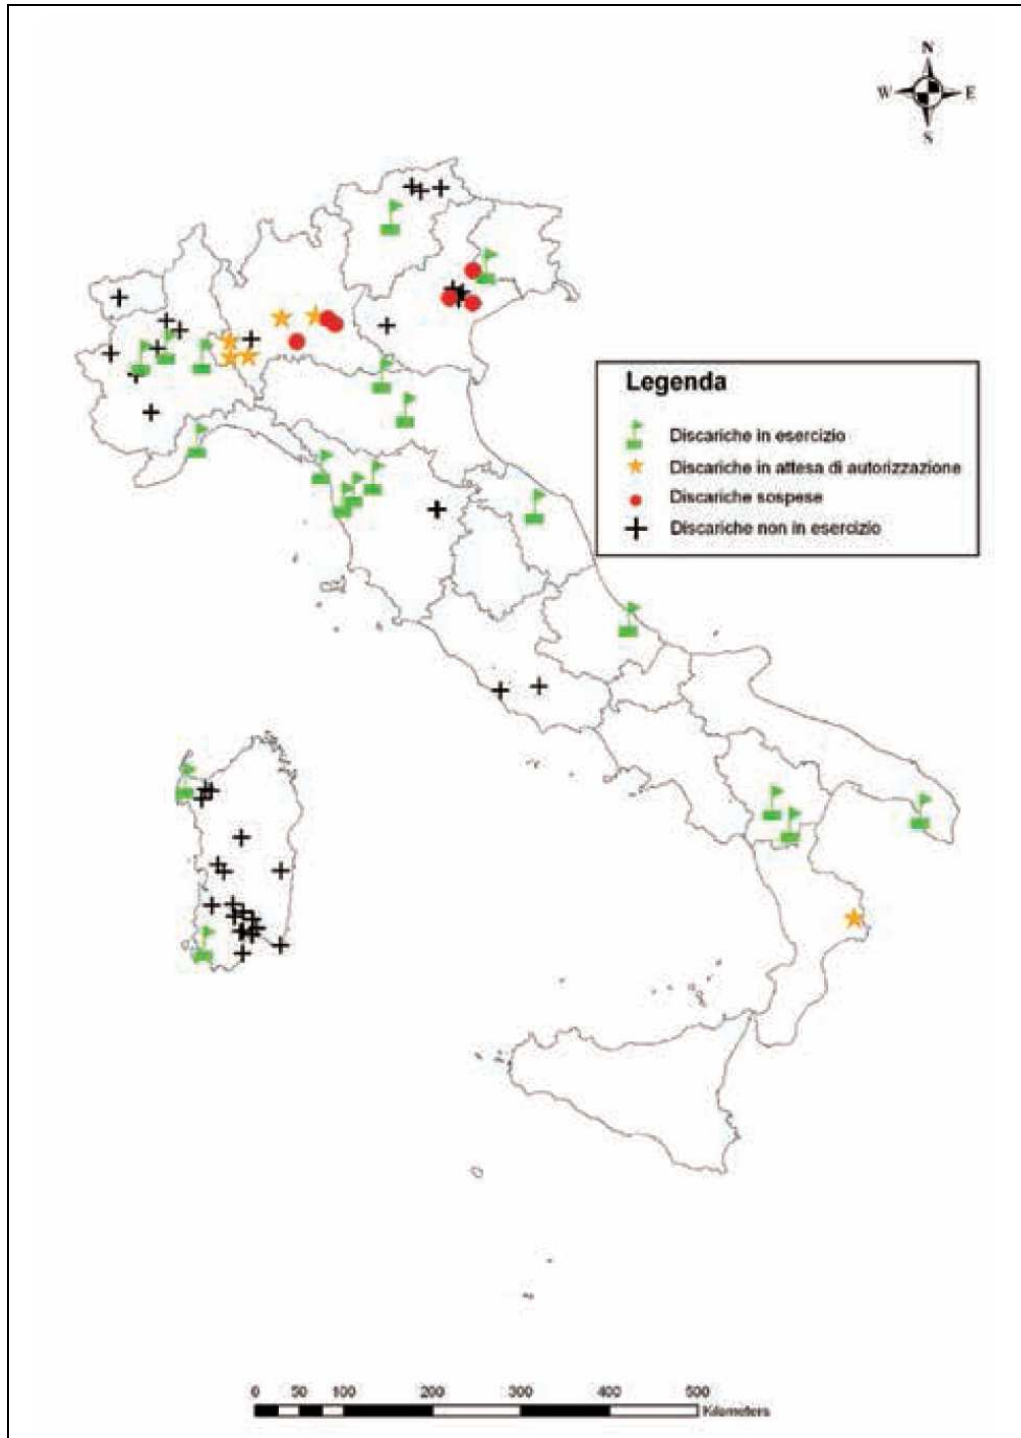 N
W E
S
Legenda
Discariche in esercizio
Discariche in attesa di autorizzazione
Discariche sospese
Discariche non in esercizio
0 50 100 200 300 400 500
Kilometers